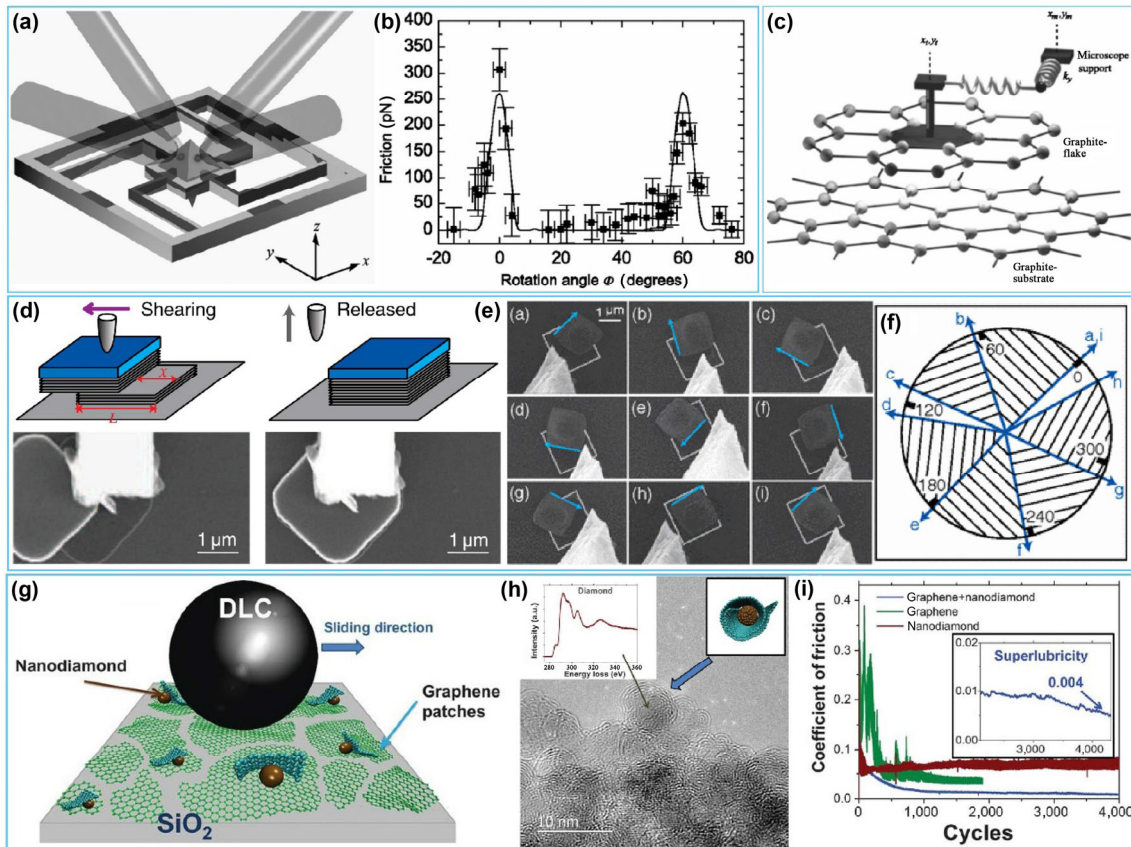 (a)
z
y
x
(b)
Friction (pN)
400
350
300
250
200
150
100
50
0
-20
0
20
40
60
80
Rotation angle Φ (degrees)
(c)
Microscope
support
Graphite-
flake
Graphite-
substrate
(d)
Shearing
Released
X
L
1 μm
1 μm
(e)
(a)
1 μm
(b)
(c)
(d)
(e)
(f)
(g)
(h)
(i)
(f)
b
60
a,i
0
h
c
120
d
300
g
180
240
e
f
(g)
DLC
Sliding direction
Nanodiamond
Graphene
patches
SiO₂
(h)
Intensity (a.u.)
Diamond
280 300 320 340 360
Energy loss (eV)
10 nm
(i)
Coefficient of friction
0.5
0.4
0.3
0.2
0.1
0.0
Graphene+nanodiamond
Graphene
Nanodiamond
0.02
Superlubricity
0.004
0.01
0.00
3,000
4,000
0
1,000
2,000
3,000
4,000
Cycles